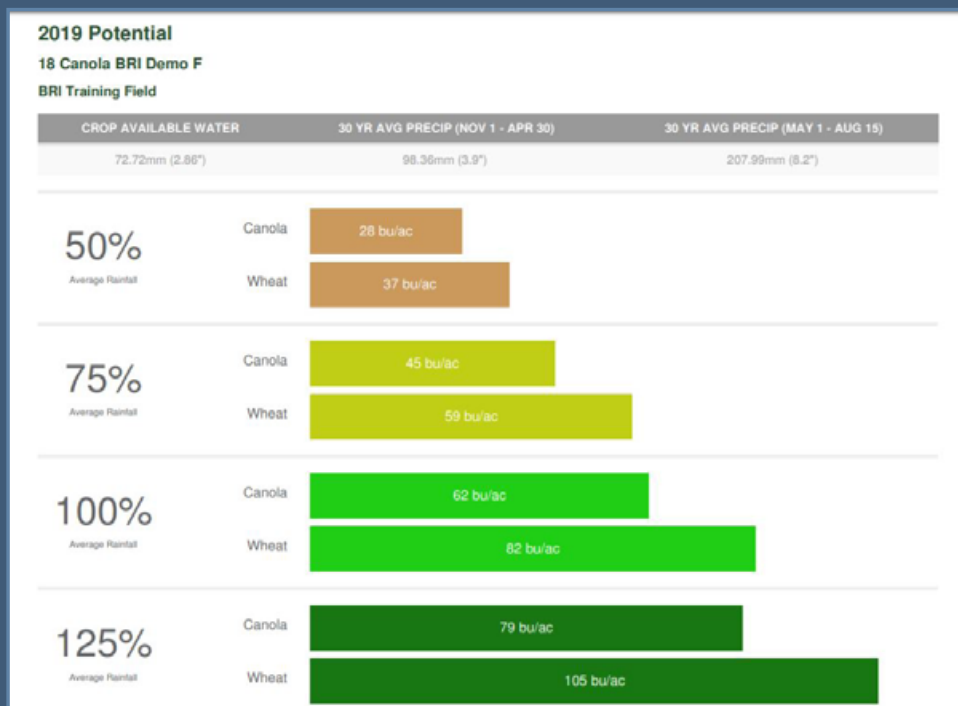 2019 Potential
18 Canola BRI Demo F
BRI Training Field
CROP AVAILABLE WATER 30 YR AVG PRECIP (NOV 1 - APR 30) 30 YR AVG PRECIP (MAY 1 - AUG 15)
72.72mm (2.86") 98.36mm (3.9") 207.99mm (8.2")
50%
Average Rainfall
Canola 28 bu/ac
Wheat 37 bu/ac
75%
Average Rainfall
Canola 45 bu/ac
Wheat 59 bu/ac
100%
Average Rainfall
Canola 62 bu/ac
Wheat 82 bu/ac
125%
Average Rainfall
Canola 79 bu/ac
Wheat 105 bu/ac